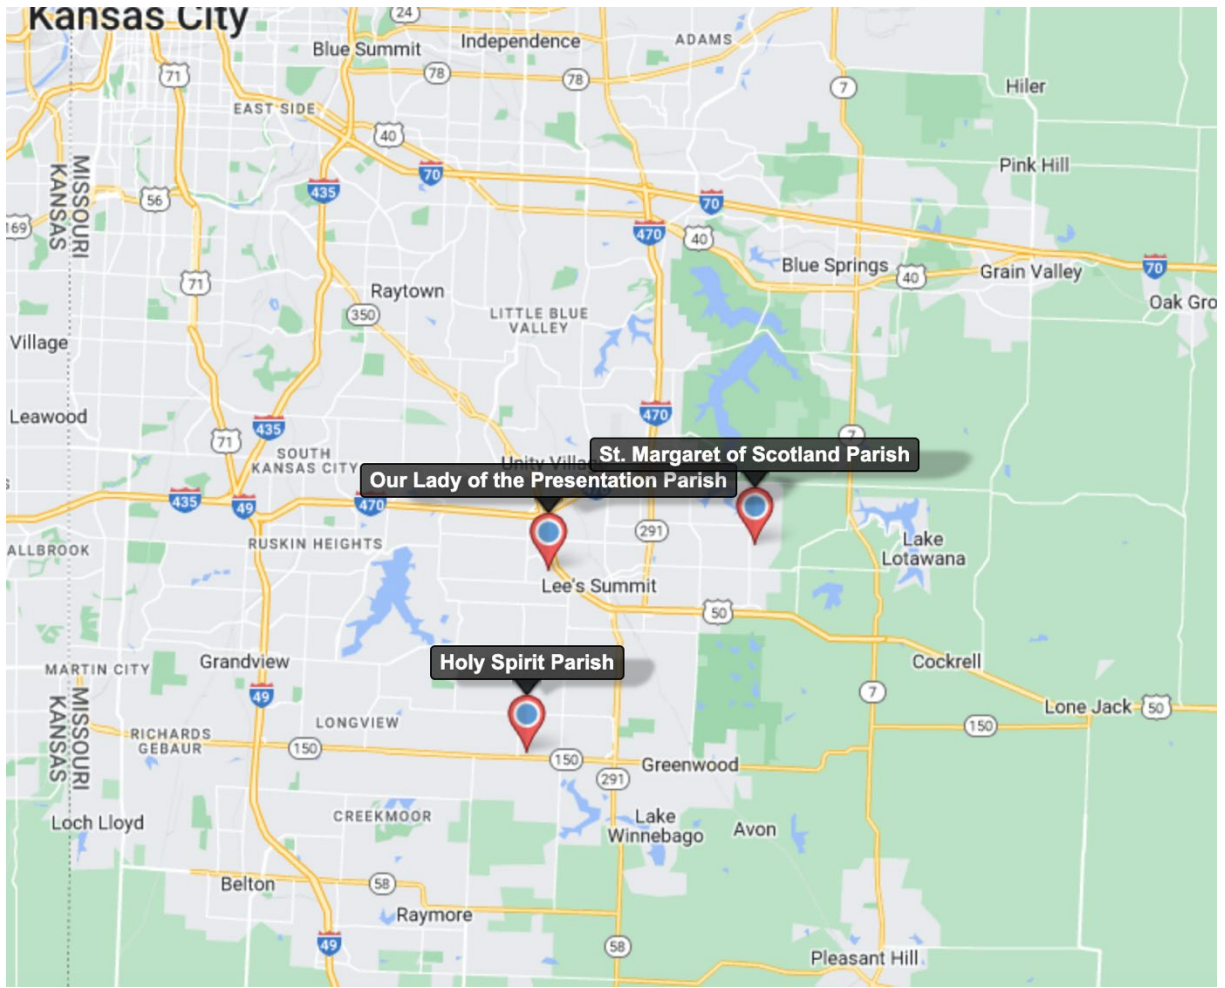 Kansas City
24
Blue Summit
Independence
ADAMS
71
78
78
7
Hiler
EAST SIDE
40
Pink Hill
MISSOURI
KANSAS
56
435
70
70
169
470
40
Blue Springs
40
Grain Valley
70
71
Raytown
Oak Gro
350
LITTLE BLUE
VALLEY
Village
Leawood
470
435
71
7
SOUTH
KANSAS CITY
St. Margaret of Scotland Parish
Our Lady of the Presentation Parish
435
49
470
291
Lake
Lotawana
ALLBROOK
RUSKIN HEIGHTS
Lee's Summit
50
MARTIN CITY
Grandview
Holy Spirit Parish
Cockrell
49
7
MISSOURI
KANSAS
Lone Jack
50
RICHARDS
GEBAUR
LONGVIEW
150
150
150
Greenwood
291
Loch Lloyd
CREEKMOOR
Lake
Winnebago
Avon
Belton
58
Raymore
49
58
Pleasant Hill